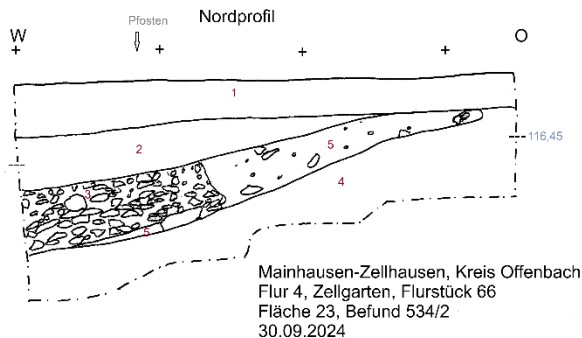 Nordprofil
Pfosten
W
O
1
2
5
3
4
5
116,45
Mainhausen-Zellhausen, Kreis Offenbach
Flur 4, Zellgarten, Flurstück 66
Fläche 23, Befund 534/2
30.09.2024